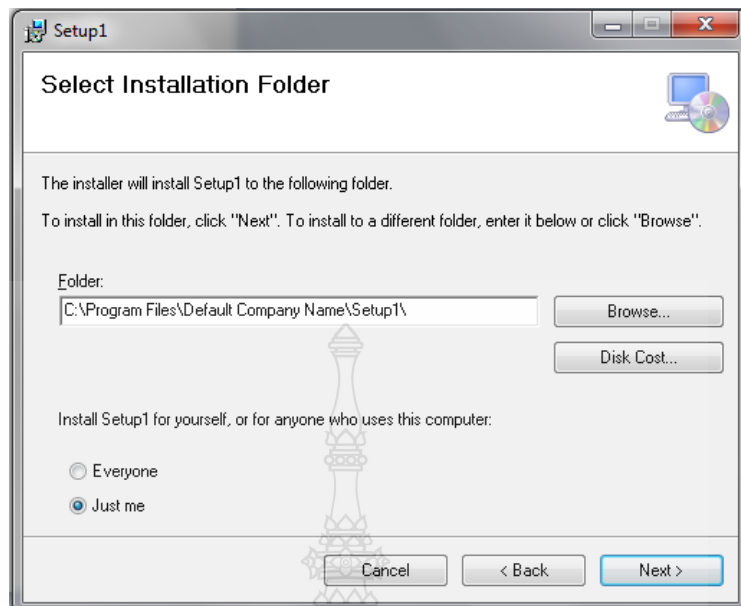 Setup1
Select Installation Folder
The installer will install Setup1 to the following folder.
To install in this folder, click "Next". To install to a different folder, enter it below or click "Browse".
Folder:
C:\Program Files\Default Company Name\Setup1\
Browse...
Disk Cost...
Install Setup1 for yourself, or for anyone who uses this computer:
Everyone
Just me
Cancel
< Back
Next >